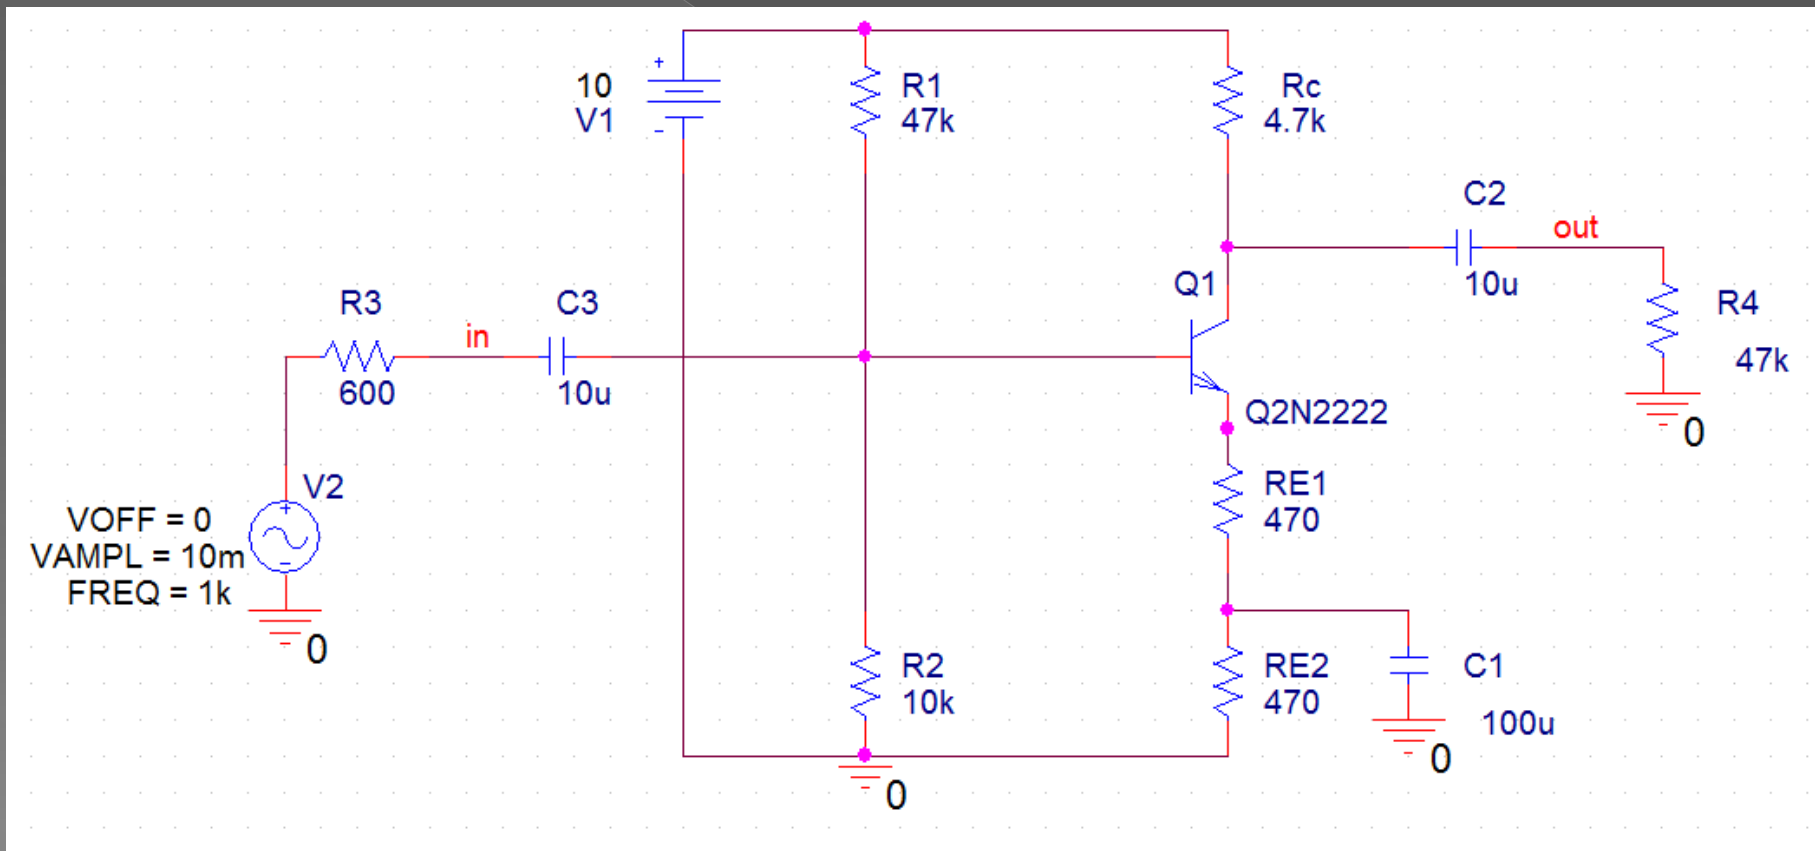 10
V1
+
-
R1
47k
Rc
4.7k
C2
10u
out
R4
47k
0
Q1
Q2N2222
R3
600
in
C3
10u
V2
+
-
VOFF = 0
VAMPL = 10m
FREQ = 1k
0
RE1
470
R2
10k
RE2
470
C1
100u
0
0